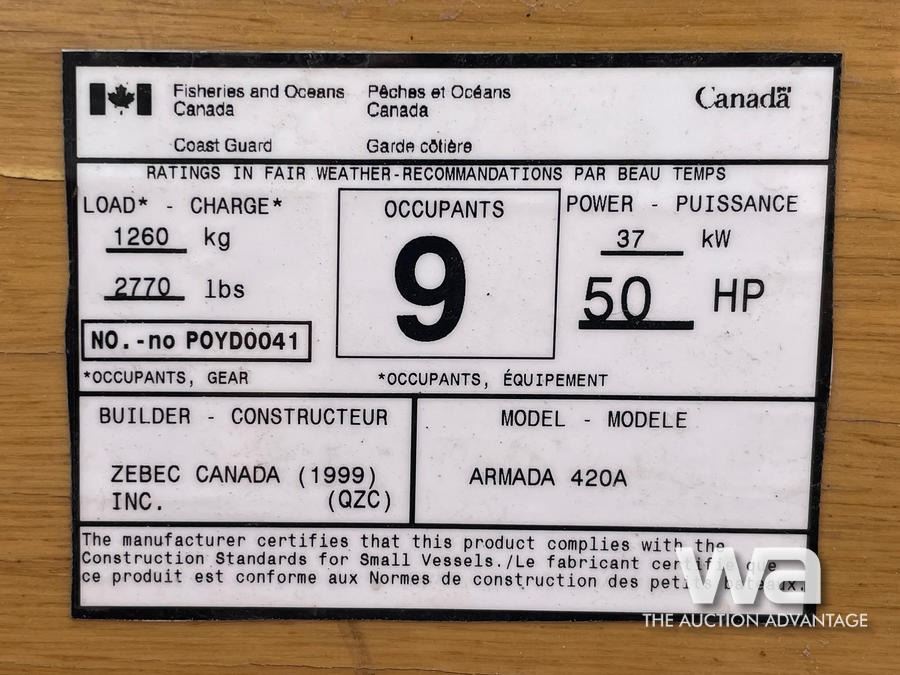 Fisheries and Oceans Pêches et Océans
Canada Canada
Canada
Coast Guard Garde côtière
RATINGS IN FAIR WEATHER-RECOMMANDATIONS PAR BEAU TEMPS
LOAD* - CHARGE*
1260 kg
2770 lbs
NO.-no POYD0041
OCCUPANTS
9
POWER - PUISSANCE
37 kW
50 HP
*OCCUPANTS, GEAR *OCCUPANTS, ÉQUIPEMENT
BUILDER - CONSTRUCTEUR
ZEBEC CANADA (1999)
INC. (QZC)
MODEL - MODELE
ARMADA 420A
The manufacturer certifies that this product complies with the
Construction Standards for Small Vessels./Le fabricant certifie que
ce produit est conforme aux Normes de construction des petits bateaux.
wa
THE AUCTION ADVANTAGE